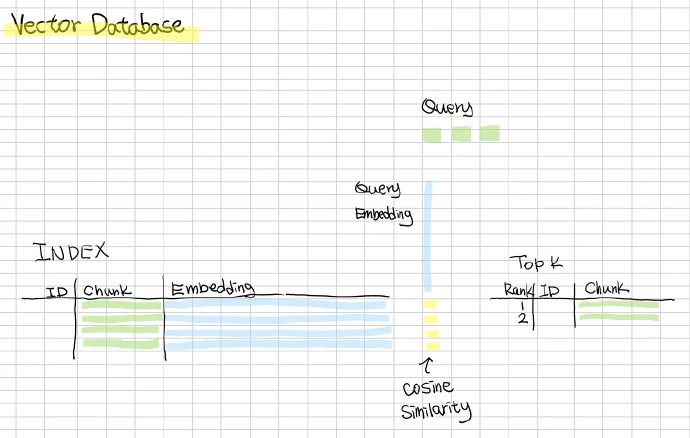 Vector Database
Query
Query
Embedding
INDEX
ID Chunk Embedding
Top K
Rank ID Chunk
1
2
↑
Cosine
Similarity